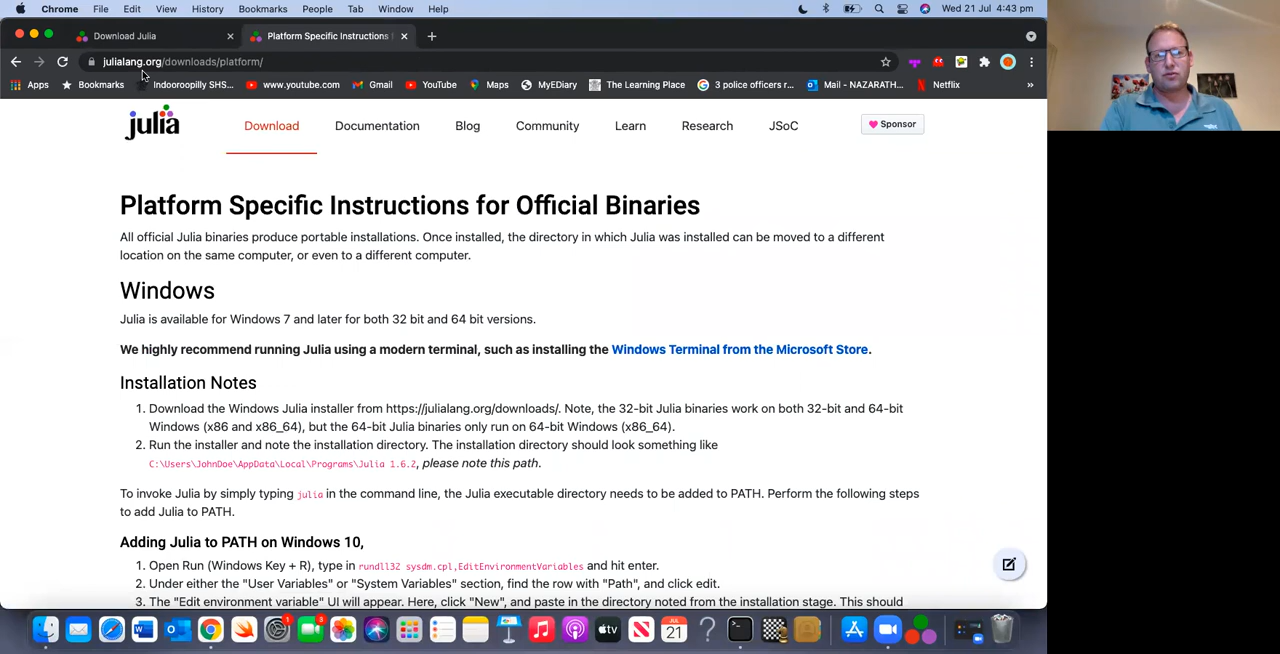 Chrome File Edit View History Bookmarks People Tab Window Help Wed 21 Jul 4:43 pm
Download Julia Platform Specific Instructions f
julialang.org/downloads/platform/
Apps Bookmarks Indooroopilly SHS... www.youtube.com Gmail YouTube Maps MyEDiary The Learning Place 3 police officers r... Mail - NAZARATH... Netflix »
julia Download Documentation Blog Community Learn Research JSoC Sponsor
Platform Specific Instructions for Official Binaries
All official Julia binaries produce portable installations. Once installed, the directory in which Julia was installed can be moved to a different
location on the same computer, or even to a different computer.
Windows
Julia is available for Windows 7 and later for both 32 bit and 64 bit versions.
We highly recommend running Julia using a modern terminal, such as installing the Windows Terminal from the Microsoft Store.
Installation Notes
1. Download the Windows Julia installer from https://julialang.org/downloads/. Note, the 32-bit Julia binaries work on both 32-bit and 64-bit
Windows (x86 and x86_64), but the 64-bit Julia binaries only run on 64-bit Windows (x86_64).
2. Run the installer and note the installation directory. The installation directory should look something like
C:\Users\JohnDoe\AppData\Local\Programs\Julia 1.6.2, please note this path.
To invoke Julia by simply typing julia in the command line, the Julia executable directory needs to be added to PATH. Perform the following steps
to add Julia to PATH.
Adding Julia to PATH on Windows 10,
1. Open Run (Windows Key + R), type in rundll32 sysdm.cpl,EditEnvironmentVariables and hit enter.
2. Under either the "User Variables" or "System Variables" section, find the row with "Path", and click edit.
3. The "Edit environment variable" UI will appear. Here, click "New", and paste in the directory noted from the installation stage. This should
W 1 8 tv JUL 21 ?